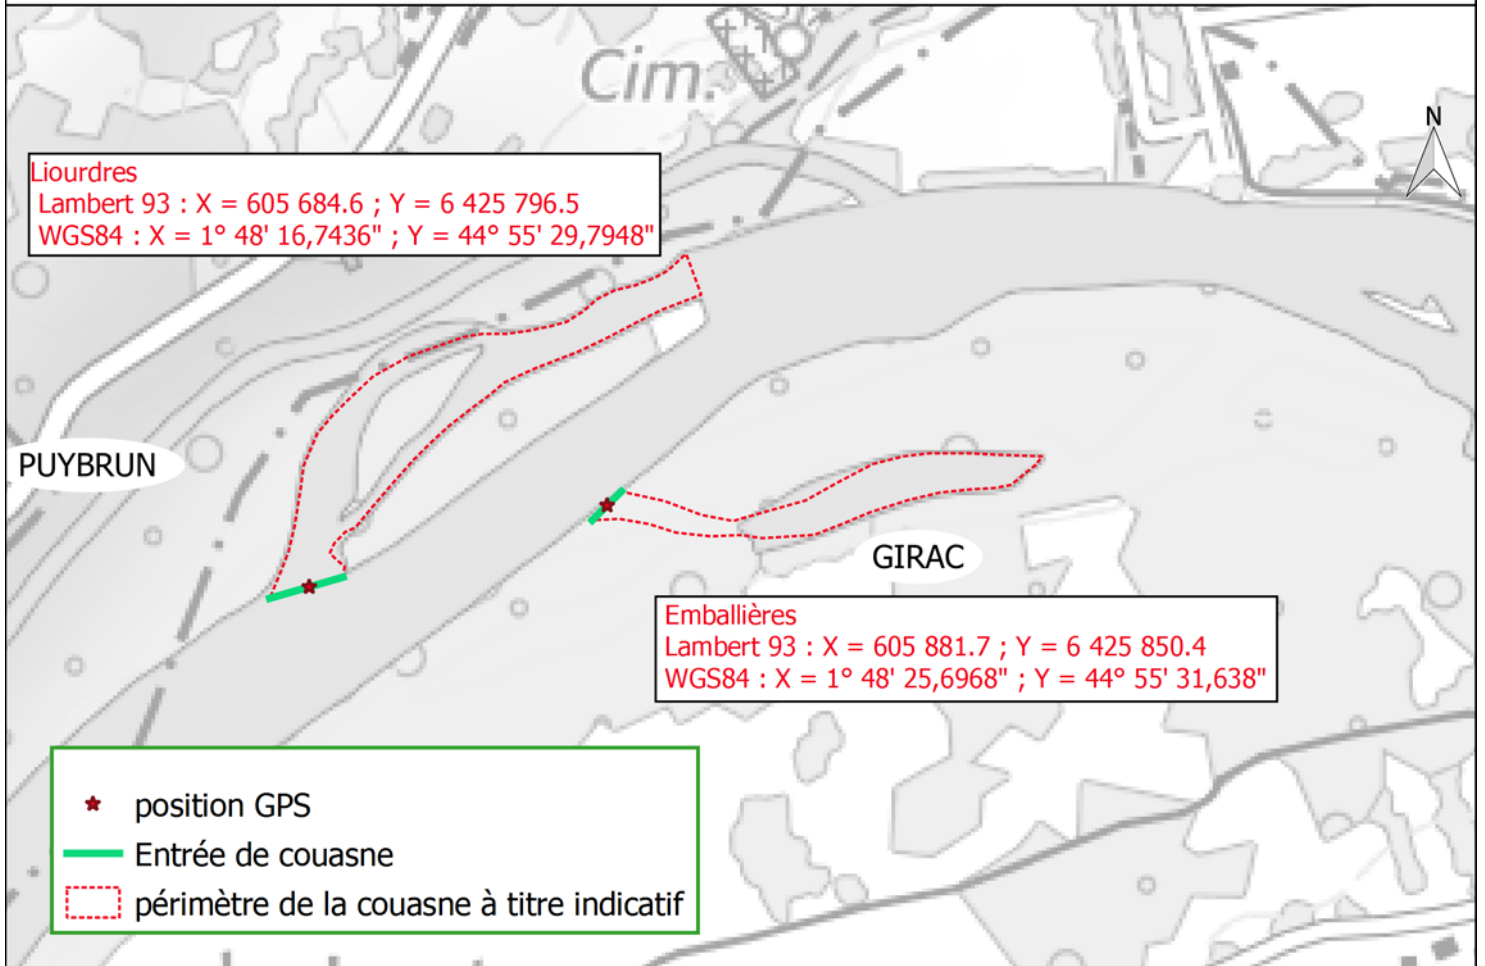 Cim.
N
Liourdres
Lambert 93 : X = 605 684.6 ; Y = 6 425 796.5
WGS84 : X = 1° 48' 16,7436" ; Y = 44° 55' 29,7948"
PUYBRUN
GIRAC
Emballières
Lambert 93 : X = 605 881.7 ; Y = 6 425 850.4
WGS84 : X = 1° 48' 25,6968" ; Y = 44° 55' 31,638"
position GPS
Entrée de couasne
périmètre de la couasne à titre indicatif